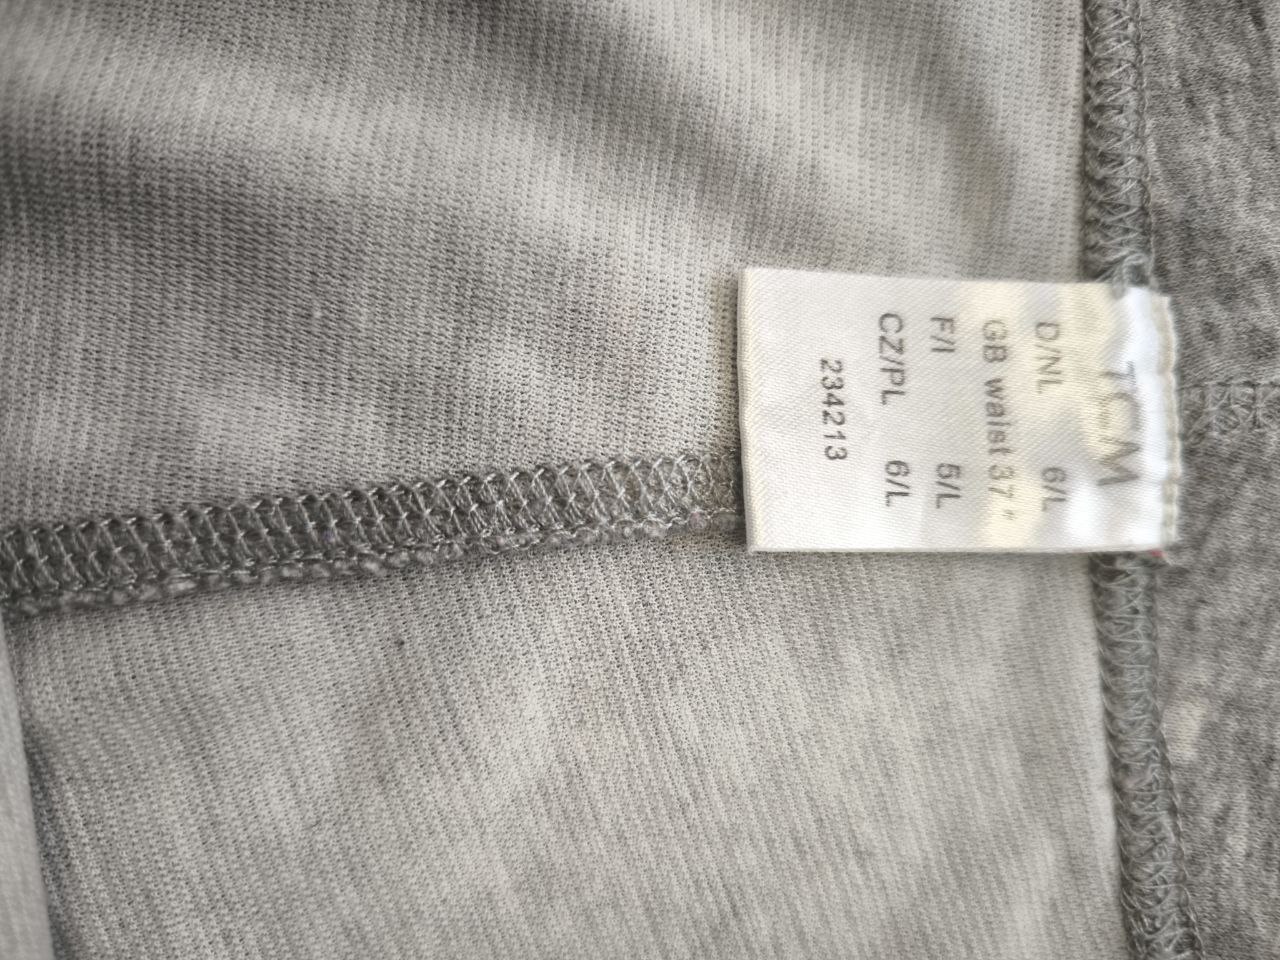 TCM
D/NL 6/L
GB waist 37"
F/I 5/L
CZ/PL 6/L
234213